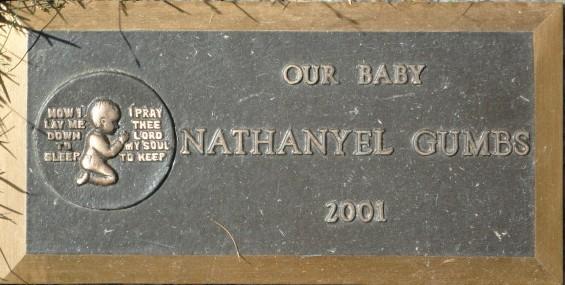 NOW I
LAY ME
DOWN
TO
SLEEP
I PRAY
THEE
LORD
MY SOUL
TO KEEP
OUR BABY
NATHANYEL GUMBS
2001